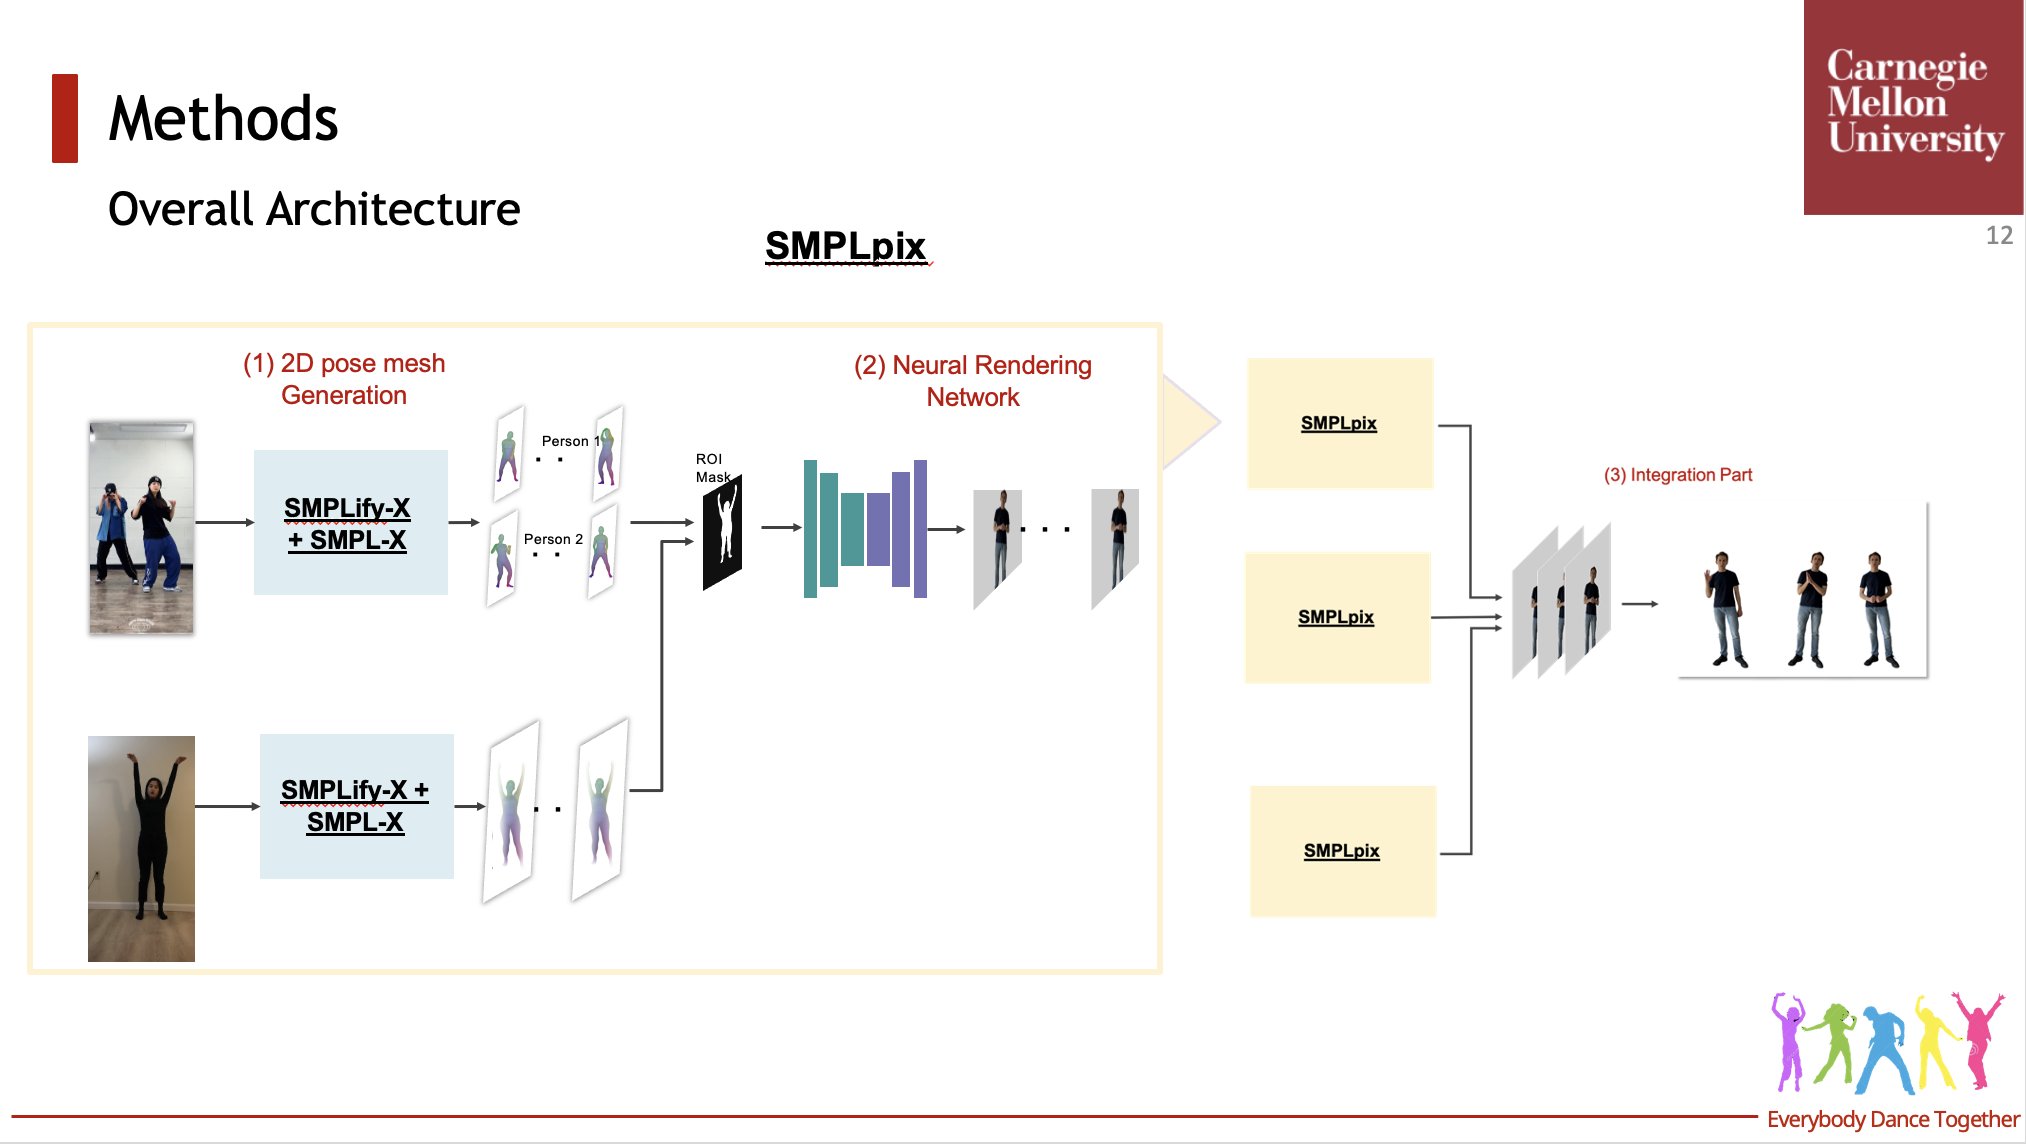 Methods
Overall Architecture
Carnegie
Mellon
University
12
SMPLpix
(1) 2D pose mesh
Generation
(2) Neural Rendering
Network
SMPLify-X
+ SMPL-X
Person 1
Person 2
ROI
Mask
SMPLify-X +
SMPL-X
SMPLpix
SMPLpix
SMPLpix
(3) Integration Part
Everybody Dance Together